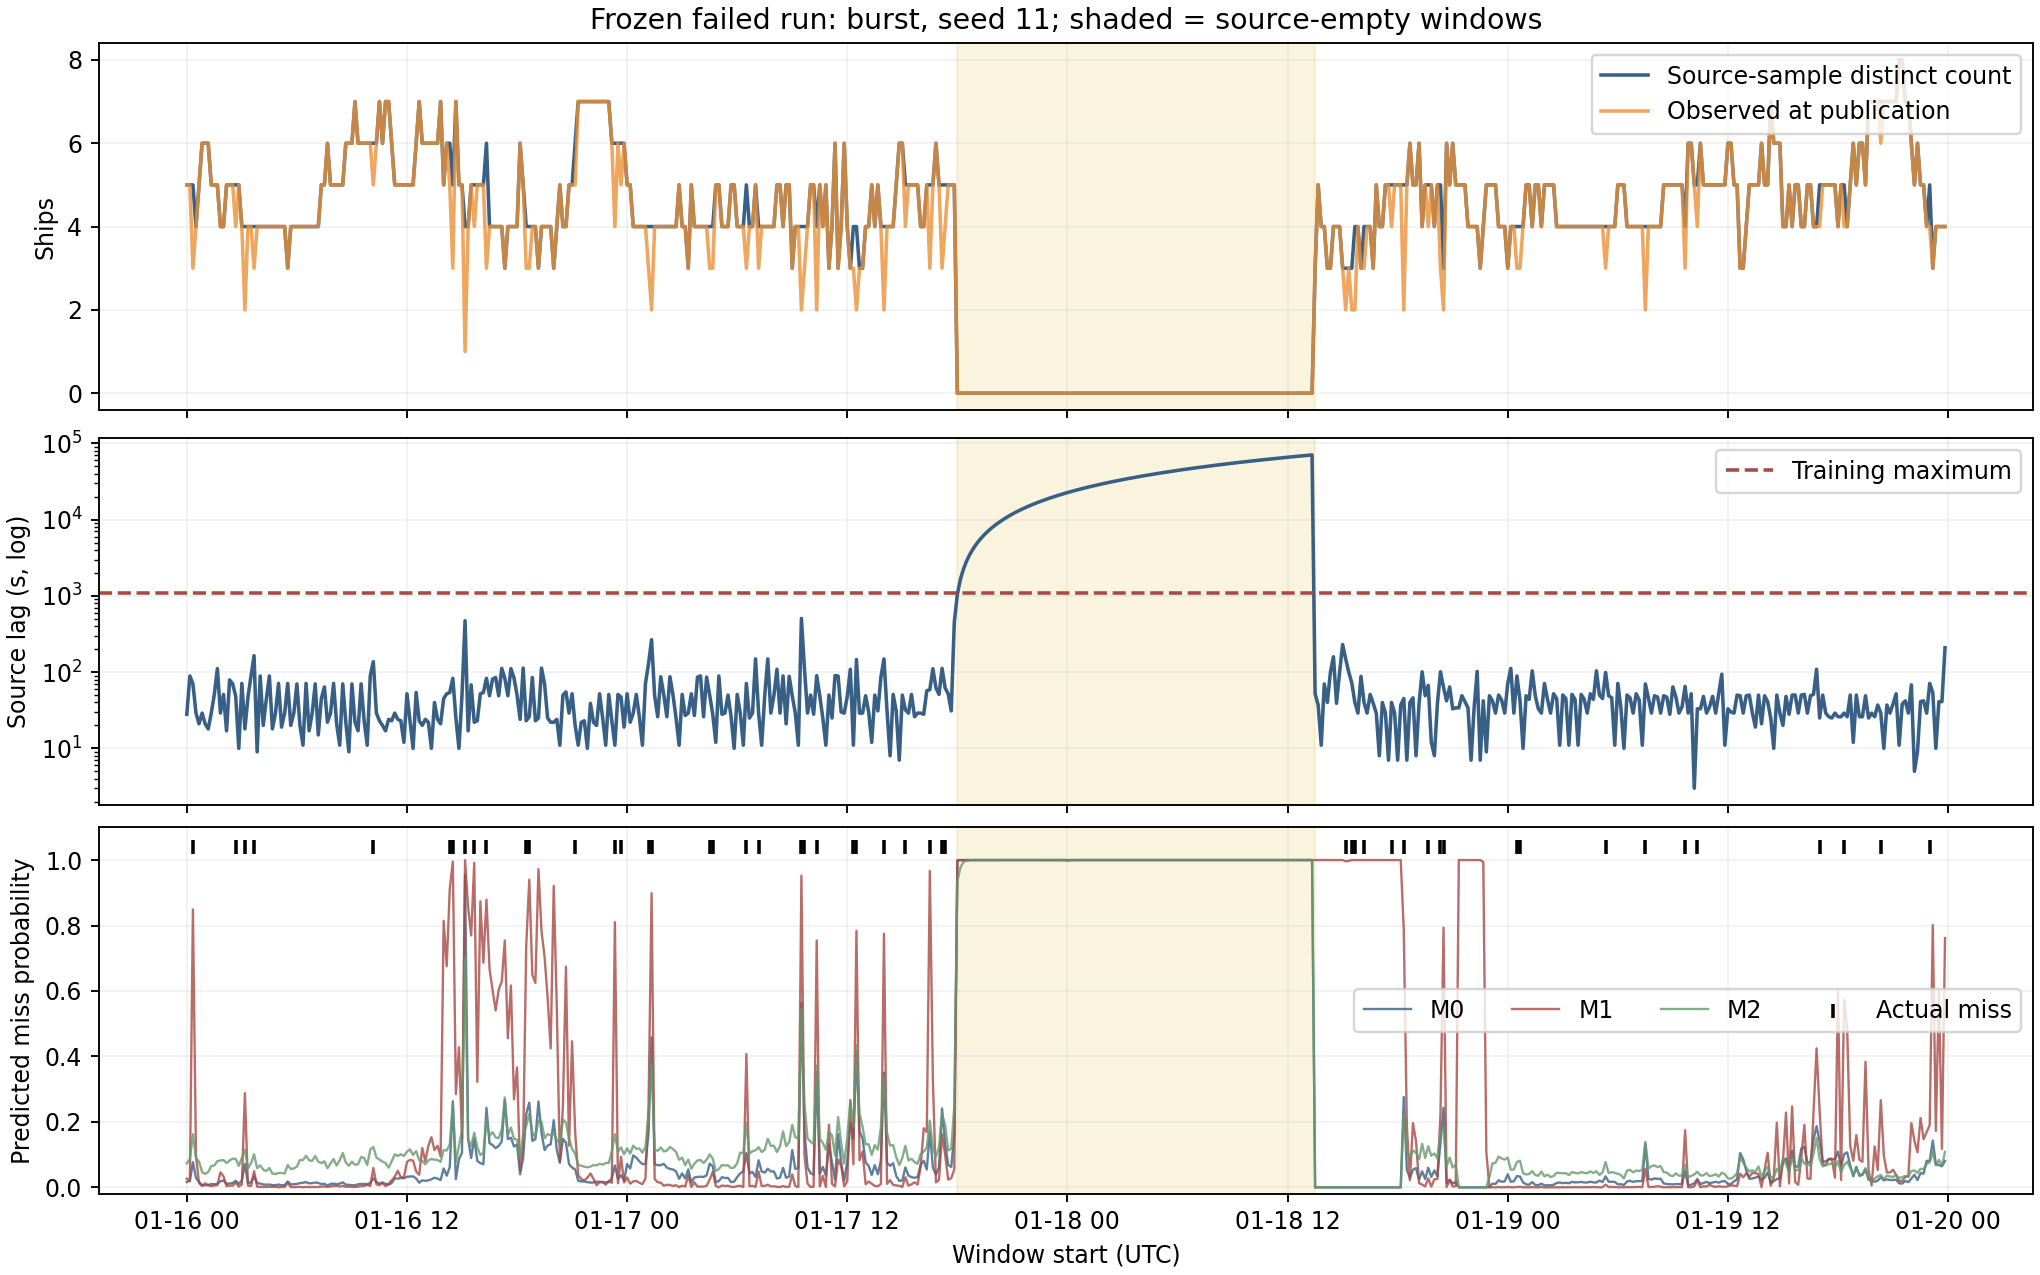 Frozen failed run: burst, seed 11; shaded = source-empty windows
Ships
8
6
4
2
0
Source-sample distinct count
Observed at publication
Source lag (s, log)
10^5
10^4
10^3
10^2
10^1
Training maximum
Predicted miss probability
1.0
0.8
0.6
0.4
0.2
0.0
M0 M1 M2 Actual miss
01-16 00 01-16 12 01-17 00 01-17 12 01-18 00 01-18 12 01-19 00 01-19 12 01-20 00
Window start (UTC)